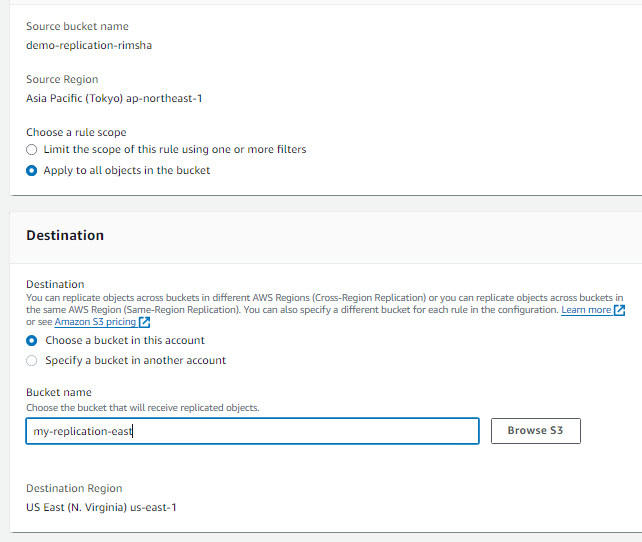 Source bucket name
demo-replication-rimsha
Source Region
Asia Pacific (Tokyo) ap-northeast-1
Choose a rule scope
Limit the scope of this rule using one or more filters
Apply to all objects in the bucket
Destination
Destination
You can replicate objects across buckets in different AWS Regions (Cross-Region Replication) or you can replicate objects across buckets in
the same AWS Region (Same-Region Replication). You can also specify a different bucket for each rule in the configuration. Learn more
or see Amazon S3 pricing
Choose a bucket in this account
Specify a bucket in another account
Bucket name
Choose the bucket that will receive replicated objects.
my-replication-east
Browse S3
Destination Region
US East (N. Virginia) us-east-1